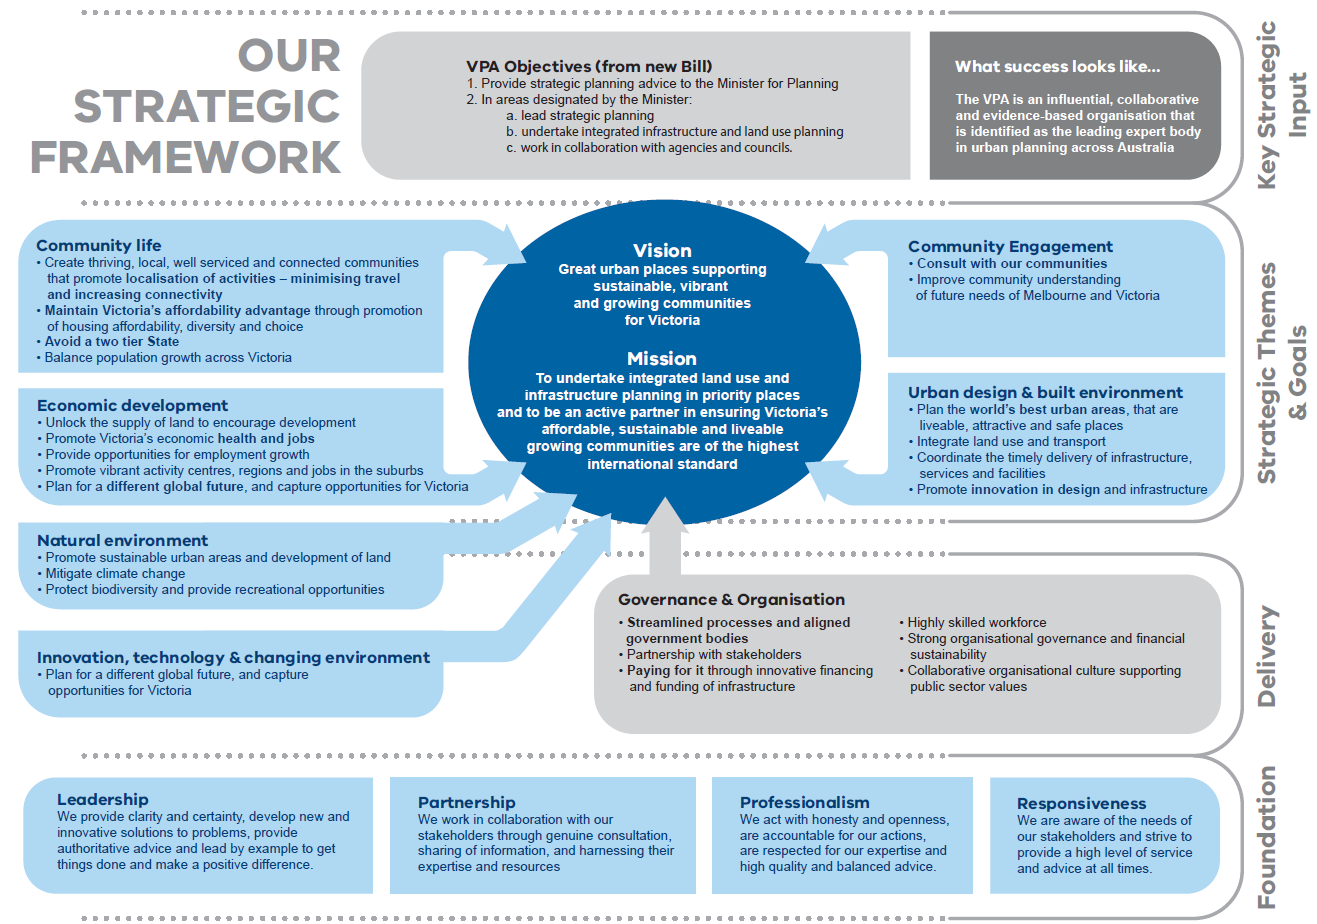 OUR
STRATEGIC
FRAMEWORK
VPA Objectives (from new Bill)
1. Provide strategic planning advice to the Minister for Planning
2. In areas designated by the Minister:
a. lead strategic planning
b. undertake integrated infrastructure and land use planning
c. work in collaboration with agencies and councils.
What success looks like...
The VPA is an influential, collaborative
and evidence-based organisation that
is identified as the leading expert body
in urban planning across Australia
Key Strategic
Input
Community life
• Create thriving, local, well serviced and connected communities
that promote localisation of activities – minimising travel
and increasing connectivity
• Maintain Victoria's affordability advantage through promotion
of housing affordability, diversity and choice
• Avoid a two tier State
• Balance population growth across Victoria
Economic development
• Unlock the supply of land to encourage development
• Promote Victoria's economic health and jobs
• Provide opportunities for employment growth
• Promote vibrant activity centres, regions and jobs in the suburbs
• Plan for a different global future, and capture opportunities for Victoria
Natural environment
• Promote sustainable urban areas and development of land
• Mitigate climate change
• Protect biodiversity and provide recreational opportunities
Innovation, technology & changing environment
• Plan for a different global future, and capture
opportunities for Victoria
Vision
Great urban places supporting
sustainable, vibrant
and growing communities
for Victoria
Mission
To undertake integrated land use and
infrastructure planning in priority places
and to be an active partner in ensuring Victoria's
affordable, sustainable and liveable
growing communities are of the highest
international standard
Community Engagement
• Consult with our communities
• Improve community understanding
of future needs of Melbourne and Victoria
Urban design & built environment
• Plan the world's best urban areas, that are
liveable, attractive and safe places
• Integrate land use and transport
• Coordinate the timely delivery of infrastructure,
services and facilities
• Promote innovation in design and infrastructure
Strategic Themes
& Goals
Governance & Organisation
• Streamlined processes and aligned
government bodies
• Partnership with stakeholders
• Paying for it through innovative financing
and funding of infrastructure
• Highly skilled workforce
• Strong organisational governance and financial
sustainability
• Collaborative organisational culture supporting
public sector values
Delivery
Leadership
We provide clarity and certainty, develop new and
innovative solutions to problems, provide
authoritative advice and lead by example to get
things done and make a positive difference.
Partnership
We work in collaboration with our
stakeholders through genuine consultation,
sharing of information, and harnessing their
expertise and resources
Professionalism
We act with honesty and openness,
are accountable for our actions,
are respected for our expertise and
high quality and balanced advice.
Responsiveness
We are aware of the needs of
our stakeholders and strive to
provide a high level of service
and advice at all times.
Foundation